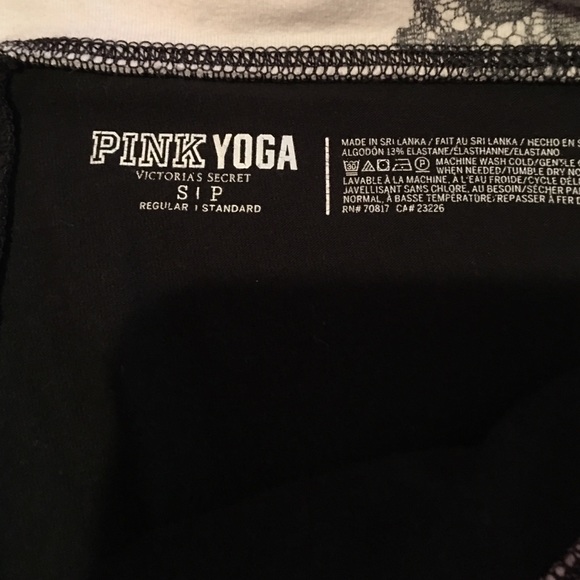 PINK YOGA
VICTORIA'S SECRET
S | P
REGULAR | STANDARD
MADE IN SRI LANKA / FAIT AU SRI LANKA / HECHO EN
ALGODÓN 13% ELASTANE/ÉLASTHANNE/ELASTANO
MACHINE WASH COLD/GENTLE
WHEN NEEDED/TUMBLE DRY
LAVABLE À LA MACHINE, À L'EAU FROIDE/CYCLE
JAVELLISANT SANS CHLORE, AU BESOIN/SÉCHER
NORMAL, À BASSE TEMPÉRATURE/REPASSER À FER
RN# 70817 CA# 23226